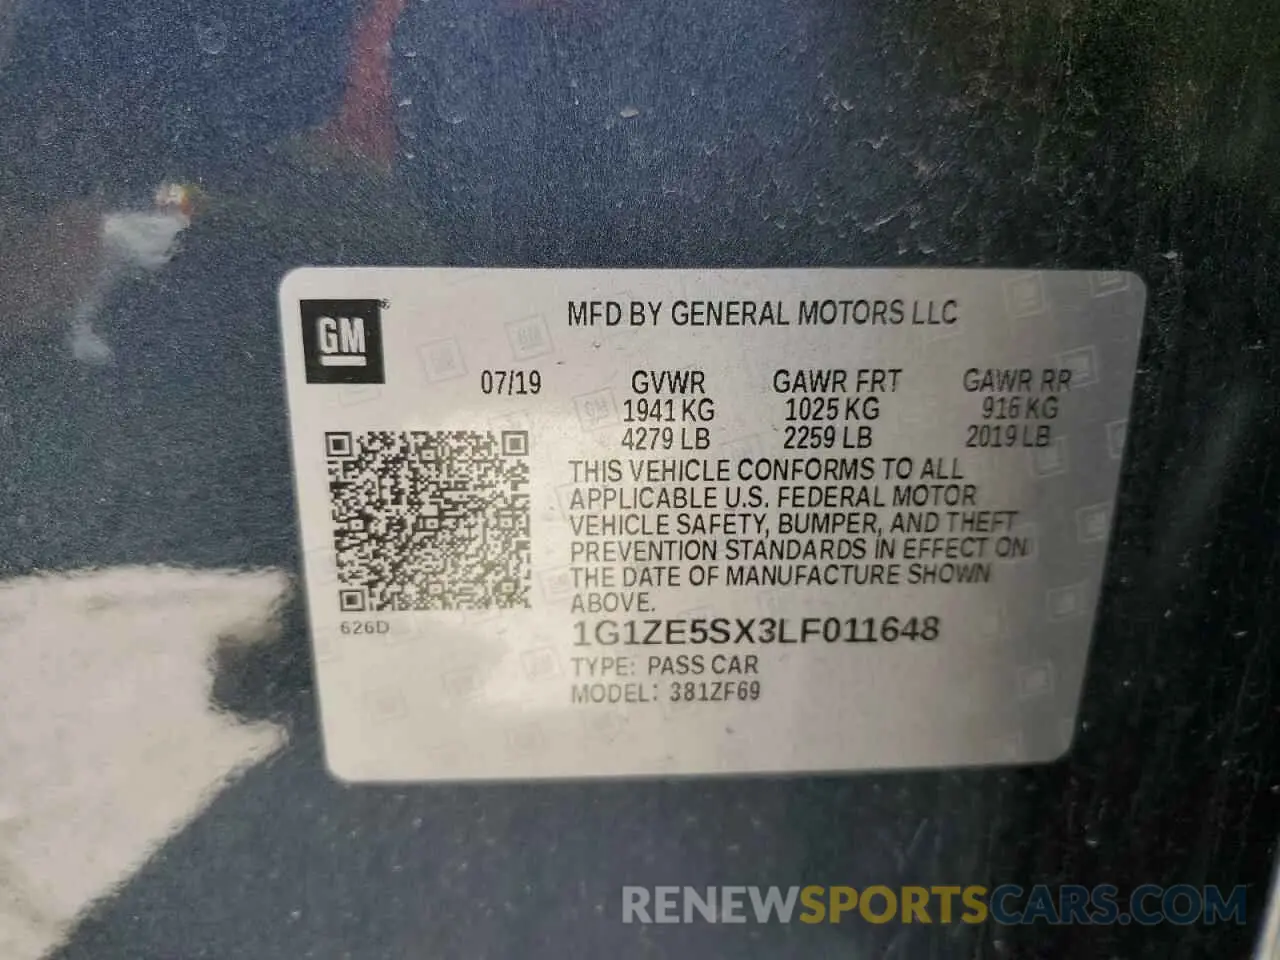 GM®
MFD BY GENERAL MOTORS LLC
07/19 GVWR GAWR FRT GAWR RR
1941 KG 1025 KG 916 KG
4279 LB 2259 LB 2019 LB
THIS VEHICLE CONFORMS TO ALL
APPLICABLE U.S. FEDERAL MOTOR
VEHICLE SAFETY, BUMPER, AND THEFT
PREVENTION STANDARDS IN EFFECT ON
THE DATE OF MANUFACTURE SHOWN
ABOVE.
626D
1G1ZE5SX3LF011648
TYPE: PASS CAR
MODEL: 381ZF69
RENEWSPORTSCARS.COM